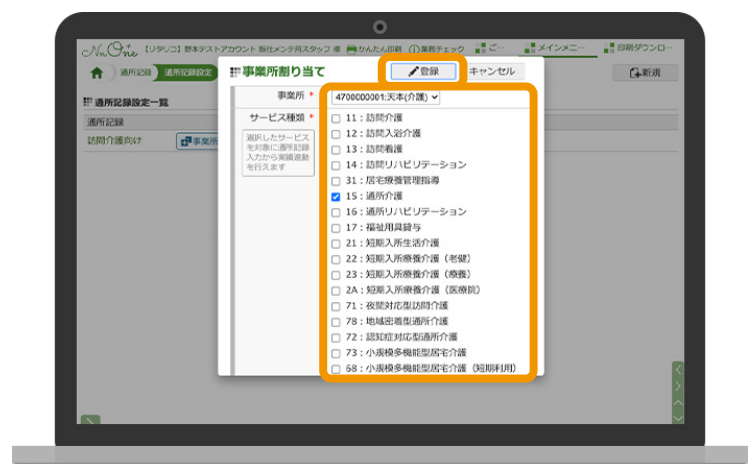 Nu.One 【リタリコ】 野本テストアカウント 販社メンテ用スタッフ 様 かんたん印刷 業務チェック ご… メインメニ… 印刷ダウンロー
通所記録 通所記録設定 新規
通所記録設定一覧
通所記録
訪問介護向け 事業所
事業所割り当て 登録 キャンセル
事業所 * 4700000001:天本(介護)
サービス種類 *
選択したサービス
を対象に通所記録
入力から実績連動
を行えます
11：訪問介護
12：訪問入浴介護
13：訪問看護
14：訪問リハビリテーション
31：居宅療養管理指導
15：通所介護
16：通所リハビリテーション
17：福祉用具貸与
21：短期入所生活介護
22：短期入所療養介護（老健）
23：短期入所療養介護（療養）
2A：短期入所療養介護（医療院）
71：夜間対応型訪問介護
78：地域密着型通所介護
72：認知症対応型通所介護
73：小規模多機能型居宅介護
68：小規模多機能型居宅介護（短期利用）